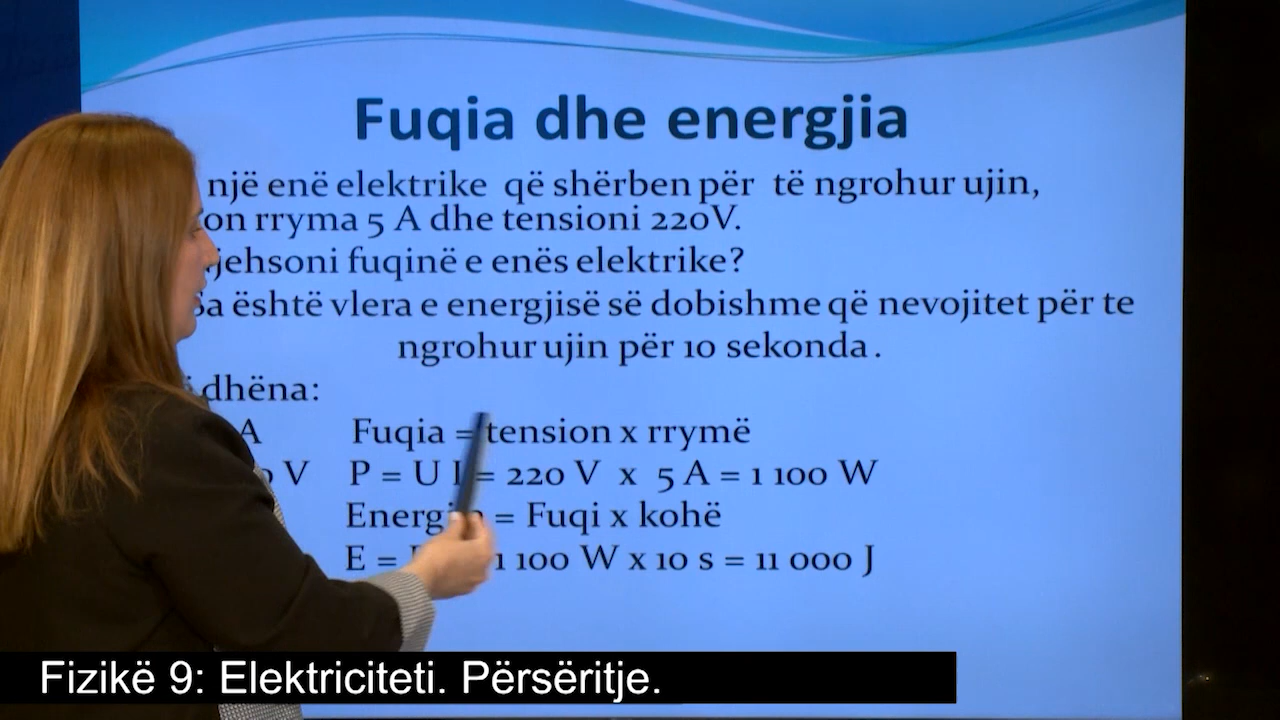 Fuqia dhe energjia
një enë elektrike që shërben për të ngrohur ujin,
rryma 5 A dhe tensioni 220V.
fuqinë e enës elektrike?
është vlera e energjisë së dobishme që nevojitet për te
ngrohur ujin për 10 sekonda.
dhëna:
A Fuqia = tension x rrymë
V P = U I = 220 V x 5 A = 1 100 W
= Fuqi x kohë
E = 1 100 W x 10 s = 11 000 J
Fizikë 9: Elektriciteti. Përsëritje.